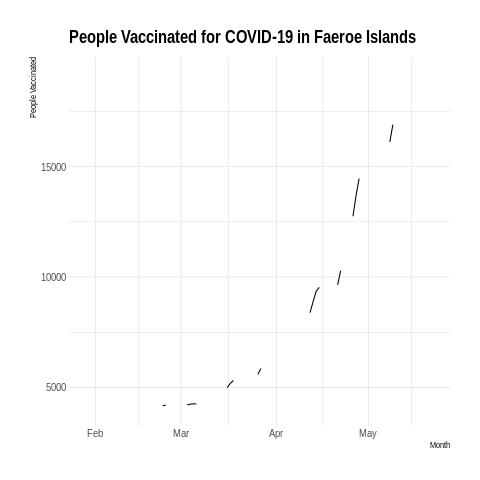 People Vaccinated for COVID-19 in Faeroe Islands
People Vaccinated
15000
10000
5000
Feb Mar Apr May
Month